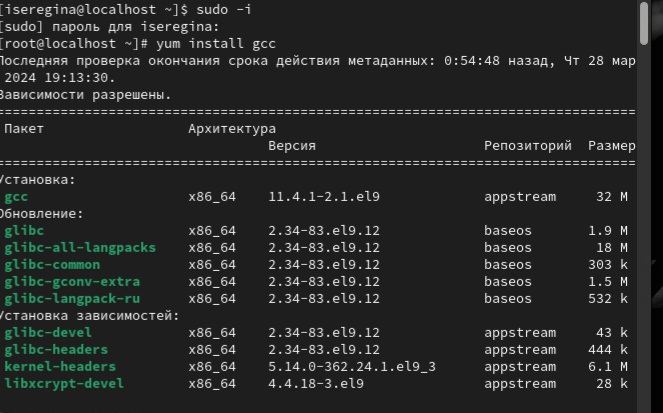 [iseregina@localhost ~]$ sudo -i
[sudo] пароль для iseregina:
[root@localhost ~]# yum install gcc
Последняя проверка окончания срока действия метаданных: 0:54:48 назад, Чт 28 мар
2024 19:13:30.
Зависимости разрешены.
================================================================================
Пакет Архитектура
Версия Репозиторий Размер
================================================================================
Установка:
gcc x86_64 11.4.1-2.1.el9 appstream 32 M
Обновление:
glibc x86_64 2.34-83.el9.12 baseos 1.9 M
glibc-all-langpacks x86_64 2.34-83.el9.12 baseos 18 M
glibc-common x86_64 2.34-83.el9.12 baseos 303 k
glibc-gconv-extra x86_64 2.34-83.el9.12 baseos 1.5 M
glibc-langpack-ru x86_64 2.34-83.el9.12 baseos 532 k
Установка зависимостей:
glibc-devel x86_64 2.34-83.el9.12 appstream 43 k
glibc-headers x86_64 2.34-83.el9.12 appstream 444 k
kernel-headers x86_64 5.14.0-362.24.1.el9_3 appstream 6.1 M
libxcrypt-devel x86_64 4.4.18-3.el9 appstream 28 k